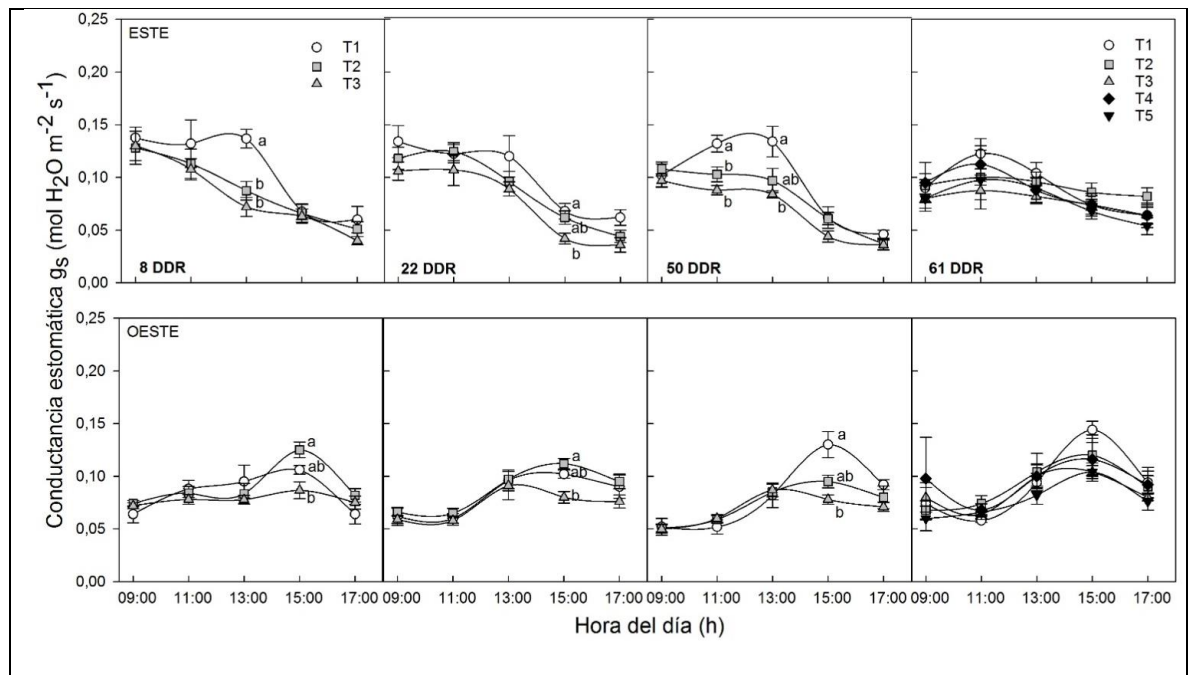 Conductancia estomática gs (mol H2O m-2 s-1)
0,25
0,20
0,15
0,10
0,05
0,00
ESTE
T1
T2
T3
a
b
b
8 DDR
a
ab
b
22 DDR
a
a
b
ab
b
b
50 DDR
T1
T2
T3
T4
T5
61 DDR
0,25
0,20
0,15
0,10
0,05
0,00
OESTE
a
ab
b
a
ab
b
a
ab
b
09:00 11:00 13:00 15:00 17:00
09:00 11:00 13:00 15:00 17:00
09:00 11:00 13:00 15:00 17:00
09:00 11:00 13:00 15:00 17:00
Hora del día (h)